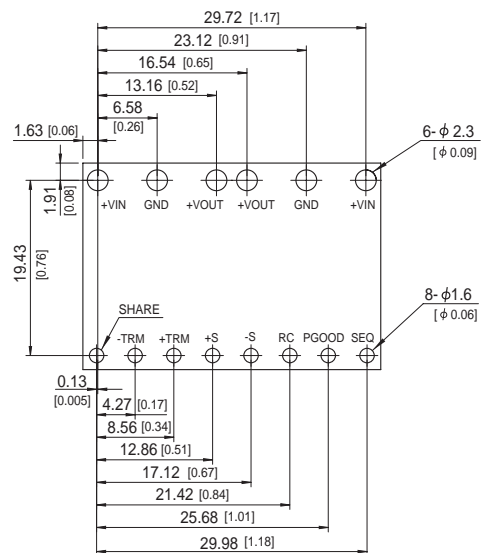 29.72 [1.17]
23.12 [0.91]
16.54 [0.65]
13.16 [0.52]
6.58
[0.26]
1.63 [0.06]
6-ϕ2.3
[ϕ0.09]
1.91
[0.08]
+VIN GND +VOUT +VOUT GND +VIN
19.43
[0.76]
8-ϕ1.6
[ϕ0.06]
SHARE
-TRM +TRM +S -S RC PGOOD SEQ
0.13
[0.005]
4.27 [0.17]
8.56 [0.34]
12.86 [0.51]
17.12 [0.67]
21.42 [0.84]
25.68 [1.01]
29.98 [1.18]